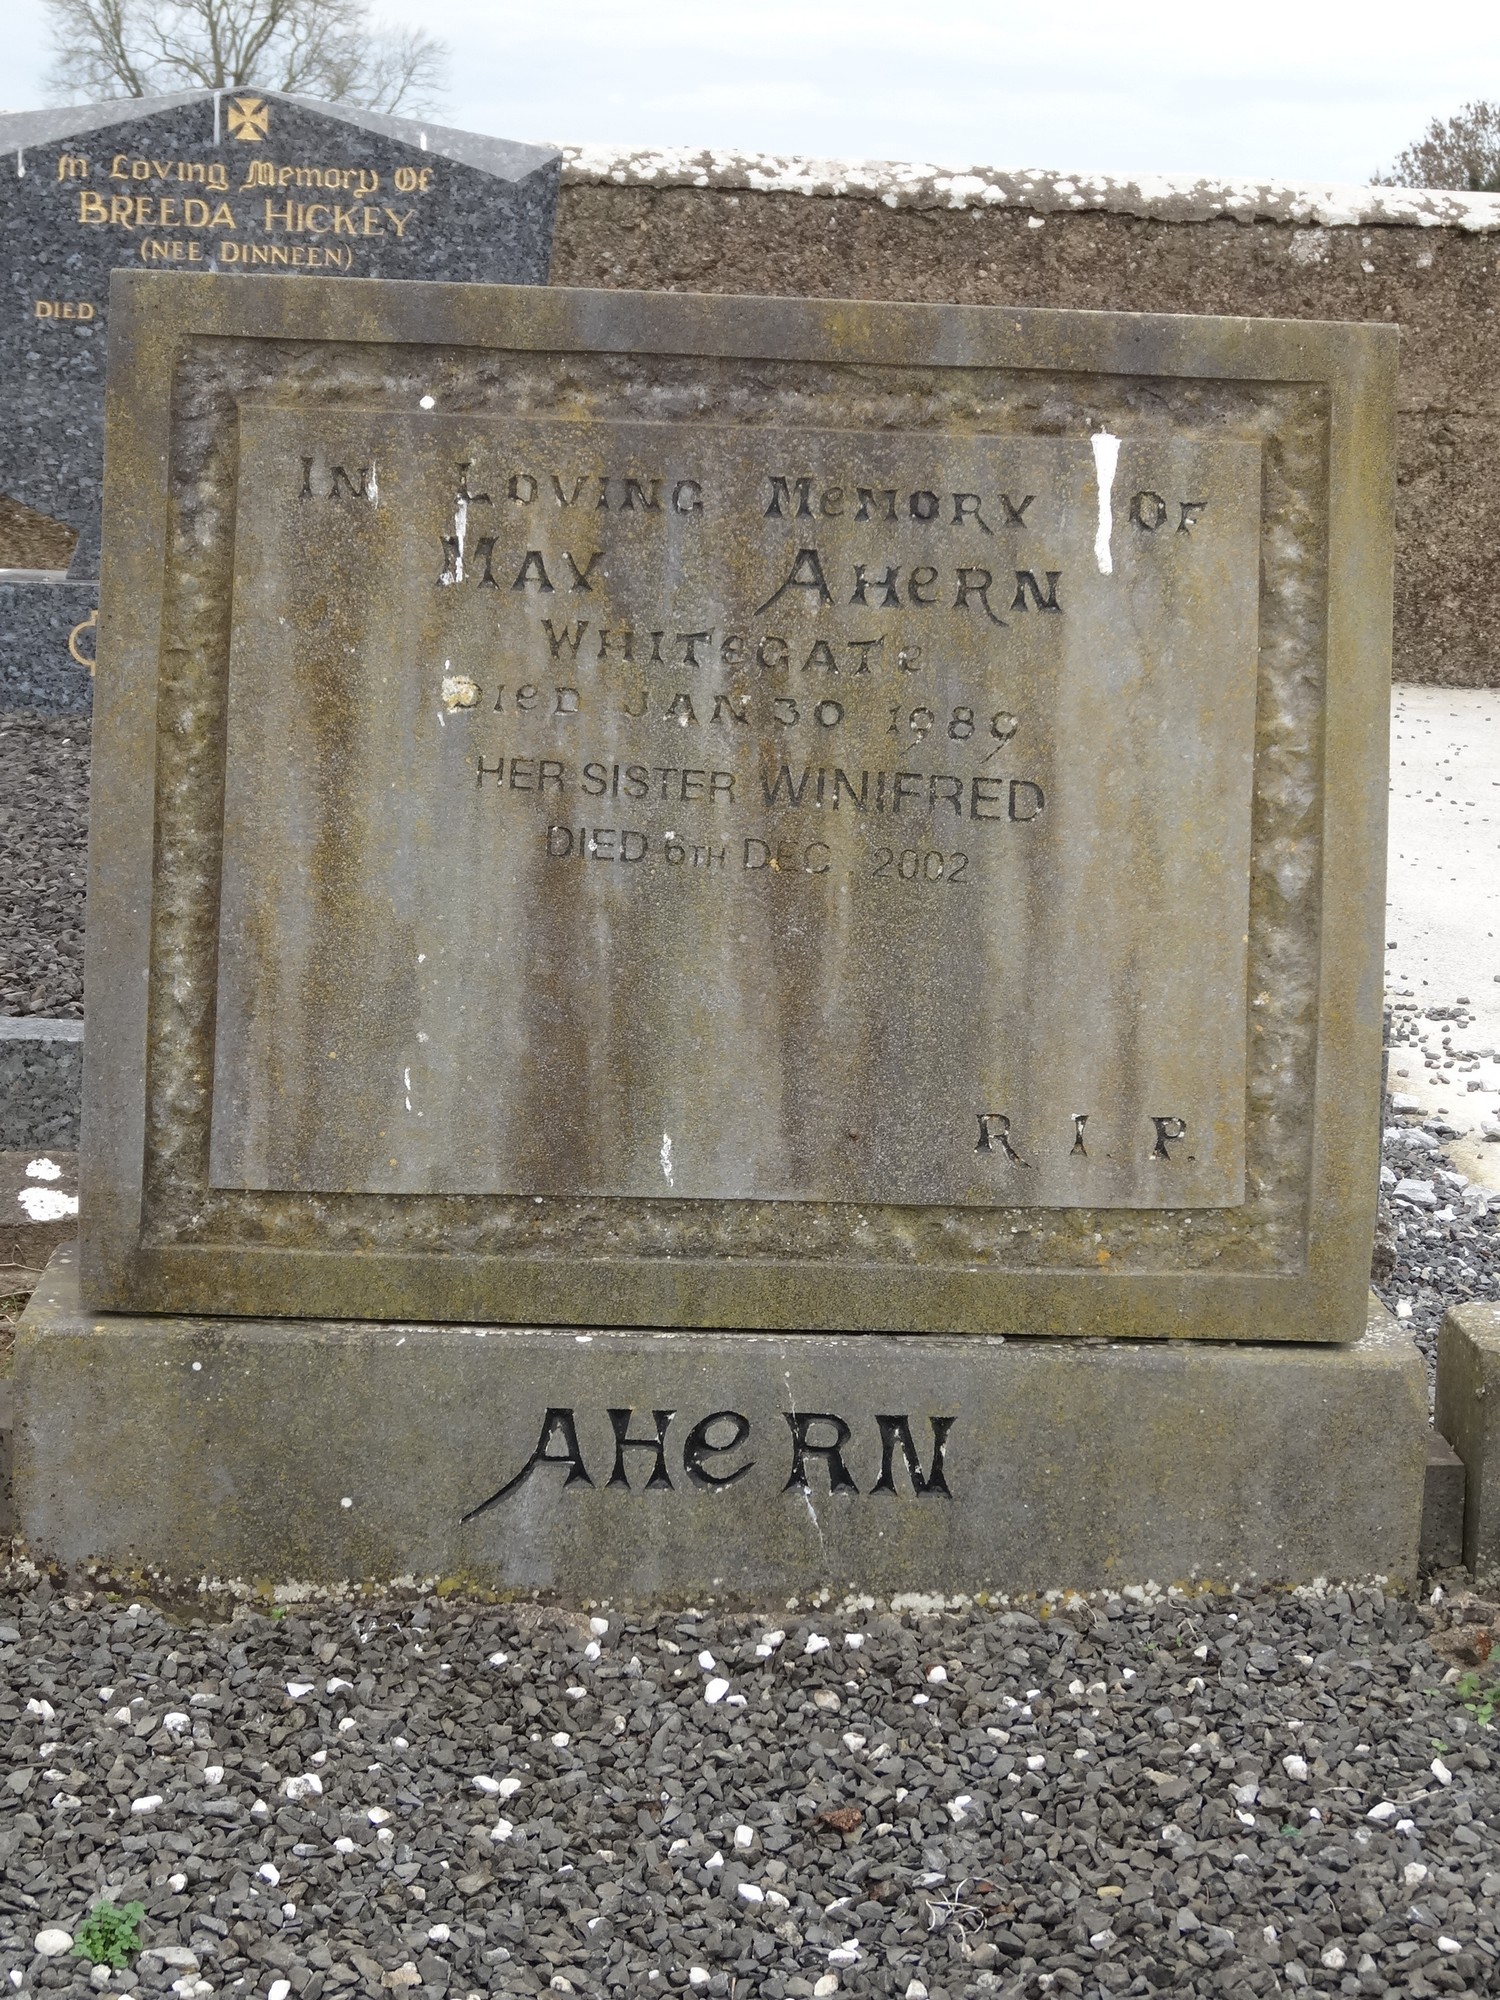 In Loving Memory Of
BREEDA HICKEY
(NEE DINNEEN)
DIED
IN LOVING MEMORY OF
MAY AHERN
WHITEGATE
DIED JAN 30 1989
HER SISTER WINIFRED
DIED 6TH DEC. 2002
R.I.P.
AHERN